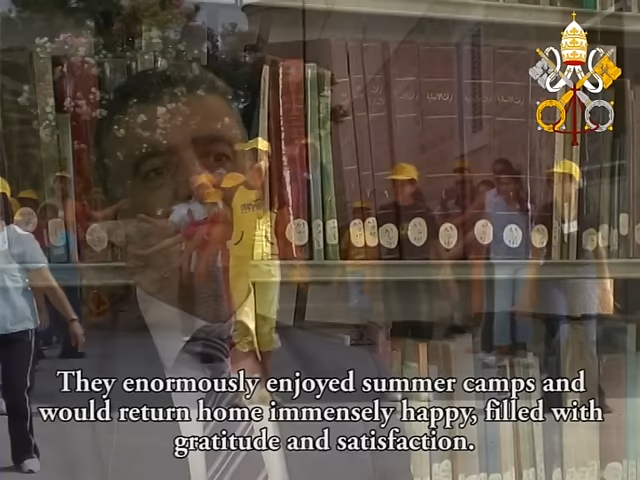 They enormously enjoyed summer camps and
would return home immensely happy, filled with
gratitude and satisfaction.